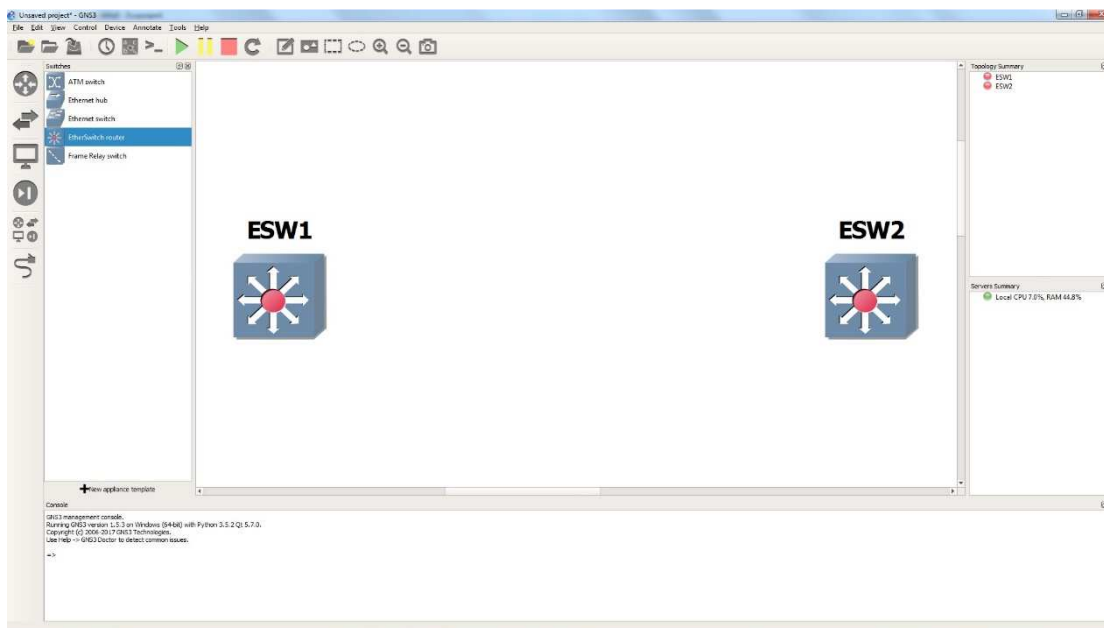 Unsaved project* - GNS3
File Edit View Control Device Annotate Tools Help
Switches
ATM switch
Ethernet hub
Ethernet switch
EtherSwitch router
Frame Relay switch
New appliance template
ESW1
ESW2
Topology Summary
ESW1
ESW2
Servers Summary
Local CPU 7.0%, RAM 44.8%
Console
GNS3 management console.
Running GNS3 version 1.5.3 on Windows (64-bit) with Python 3.5.2 Qt 5.7.0.
Copyright (c) 2006-2017 GNS3 Technologies.
Use Help -> GNS3 Doctor to detect common issues.
=>